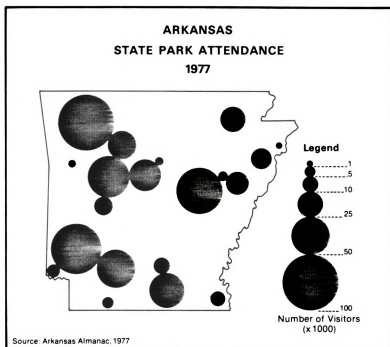 ARKANSAS
STATE PARK ATTENDANCE
1977
Legend
1
5
10
25
50
100
Number of Visitors
(x 1000)
Source: Arkansas Almanac, 1977